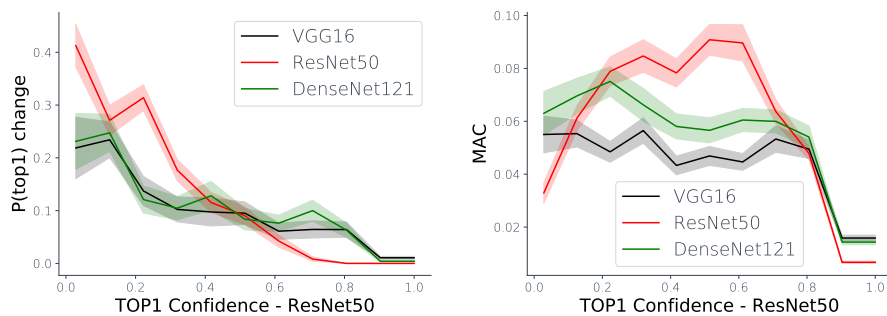 P(top1) change
0.4
0.3
0.2
0.1
0.0
VGG16
ResNet50
DenseNet121
0.0 0.2 0.4 0.6 0.8 1.0
TOP1 Confidence - ResNet50
MAC
0.10
0.08
0.06
0.04
0.02
VGG16
ResNet50
DenseNet121
0.0 0.2 0.4 0.6 0.8 1.0
TOP1 Confidence - ResNet50